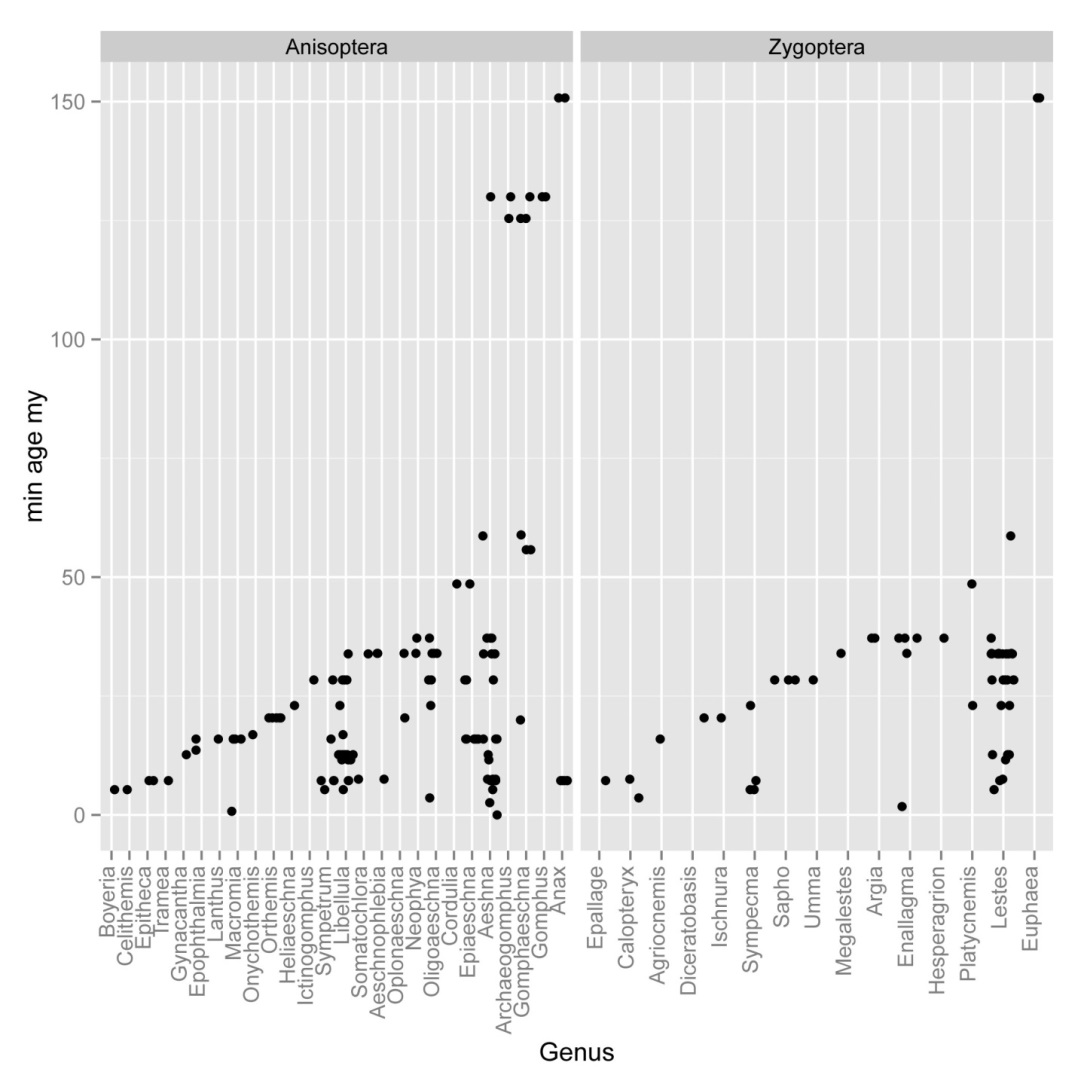 Anisoptera
Zygoptera
150
100
50
0
min age my
Boyeria
Celithemis
Epitheca
Tramea
Gynacantha
Epophthalmia
Lanthus
Macromia
Onychothemis
Orthemis
Heliaeschna
Ictinogomphus
Sympetrum
Libellula
Somatochlora
Aeschnophlebia
Oplonaeschna
Neophya
Oligoaeschna
Cordulia
Epiaeschna
Aeshna
Archaeogomphus
Gomphaeschna
Gomphus
Anax
Epallage
Calopteryx
Agriocnemis
Diceratobasis
Ischnura
Sympecma
Sapho
Umma
Megalestes
Argia
Enallagma
Hesperagrion
Platycnemis
Lestes
Euphaea
Genus